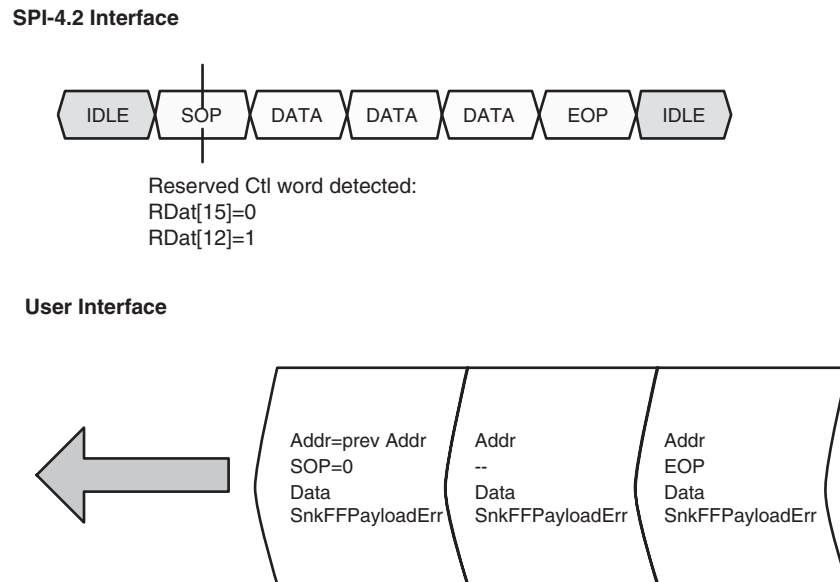 SPI-4.2 Interface
IDLE SOP DATA DATA DATA EOP IDLE
Reserved Ctl word detected:
RDat[15]=0
RDat[12]=1
User Interface
Addr=prev Addr
SOP=0
Data
SnkFFPayloadErr
Addr
--
Data
SnkFFPayloadErr
Addr
EOP
Data
SnkFFPayloadErr